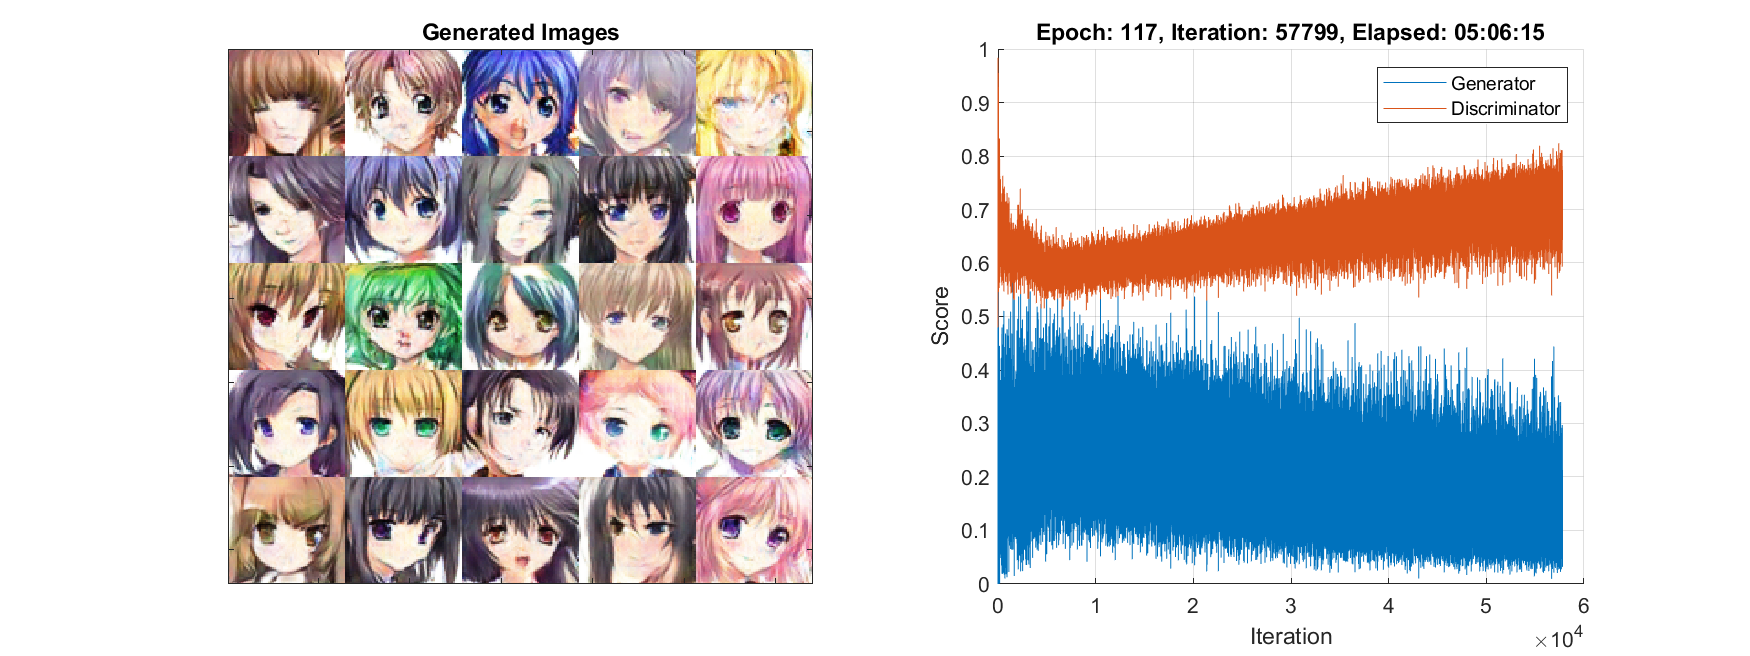 Generated Images
Epoch: 117, Iteration: 57799, Elapsed: 05:06:15
Generator
Discriminator
Score
1
0.9
0.8
0.7
0.6
0.5
0.4
0.3
0.2
0.1
0
0 1 2 3 4 5 6
Iteration
×10⁴